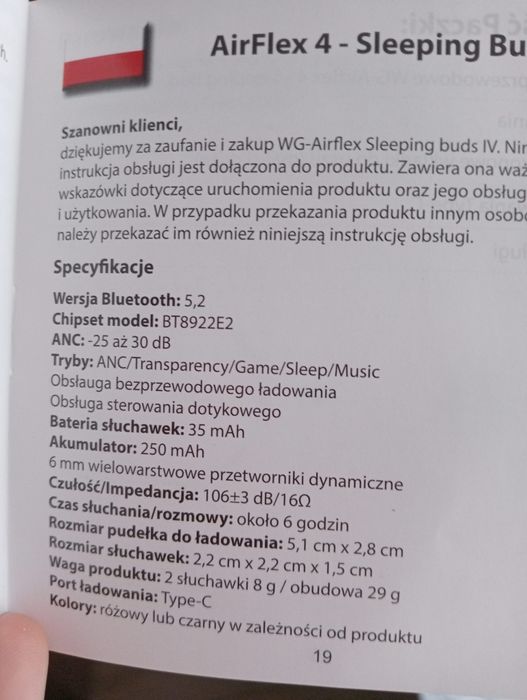 AirFlex 4 - Sleeping Bu
Szanowni klienci,
dziękujemy za zaufanie i zakup WG-Airflex Sleeping buds IV. Nir
instrukcja obsługi jest dołączona do produktu. Zawiera ona waż
wskazówki dotyczące uruchomienia produktu oraz jego obsług
i użytkowania. W przypadku przekazania produktu innym osobo
należy przekazać im również niniejszą instrukcję obsługi.
Specyfikacje
Wersja Bluetooth: 5,2
Chipset model: BT8922E2
ANC: -25 aż 30 dB
Tryby: ANC/Transparency/Game/Sleep/Music
Obsłauga bezprzewodowego ładowania
Obsługa sterowania dotykowego
Bateria słuchawek: 35 mAh
Akumulator: 250 mAh
6 mm wielowarstwowe przetworniki dynamiczne
Czułość/Impedancja: 106±3 dB/16Ω
Czas słuchania/rozmowy: około 6 godzin
Rozmiar pudełka do ładowania: 5,1 cm x 2,8 cm
Rozmiar słuchawek: 2,2 cm x 2,2 cm x 1,5 cm
Waga produktu: 2 słuchawki 8 g / obudowa 29 g
Port ładowania: Type-C
Kolory: różowy lub czarny w zależności od produktu
19